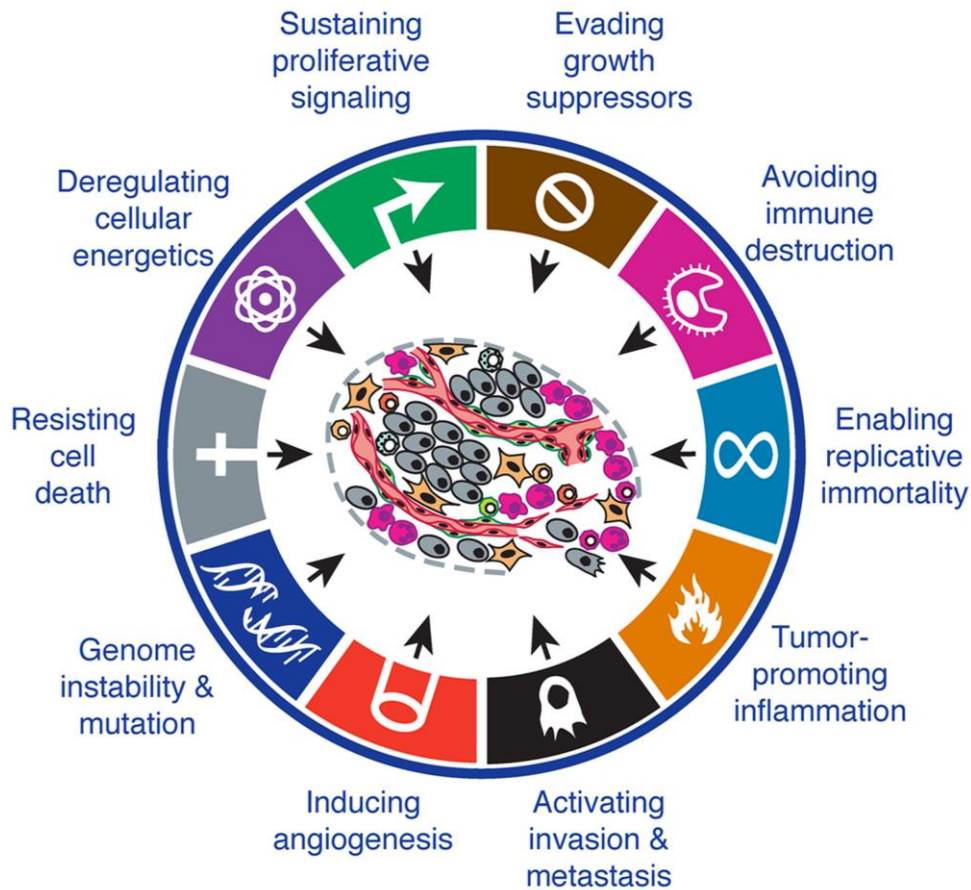 Sustaining
proliferative
signaling
Evading
growth
suppressors
Avoiding
immune
destruction
Enabling
replicative
immortality
Tumor-
promoting
inflammation
Activating
invasion &
metastasis
Inducing
angiogenesis
Genome
instability &
mutation
Resisting
cell
death
Deregulating
cellular
energetics